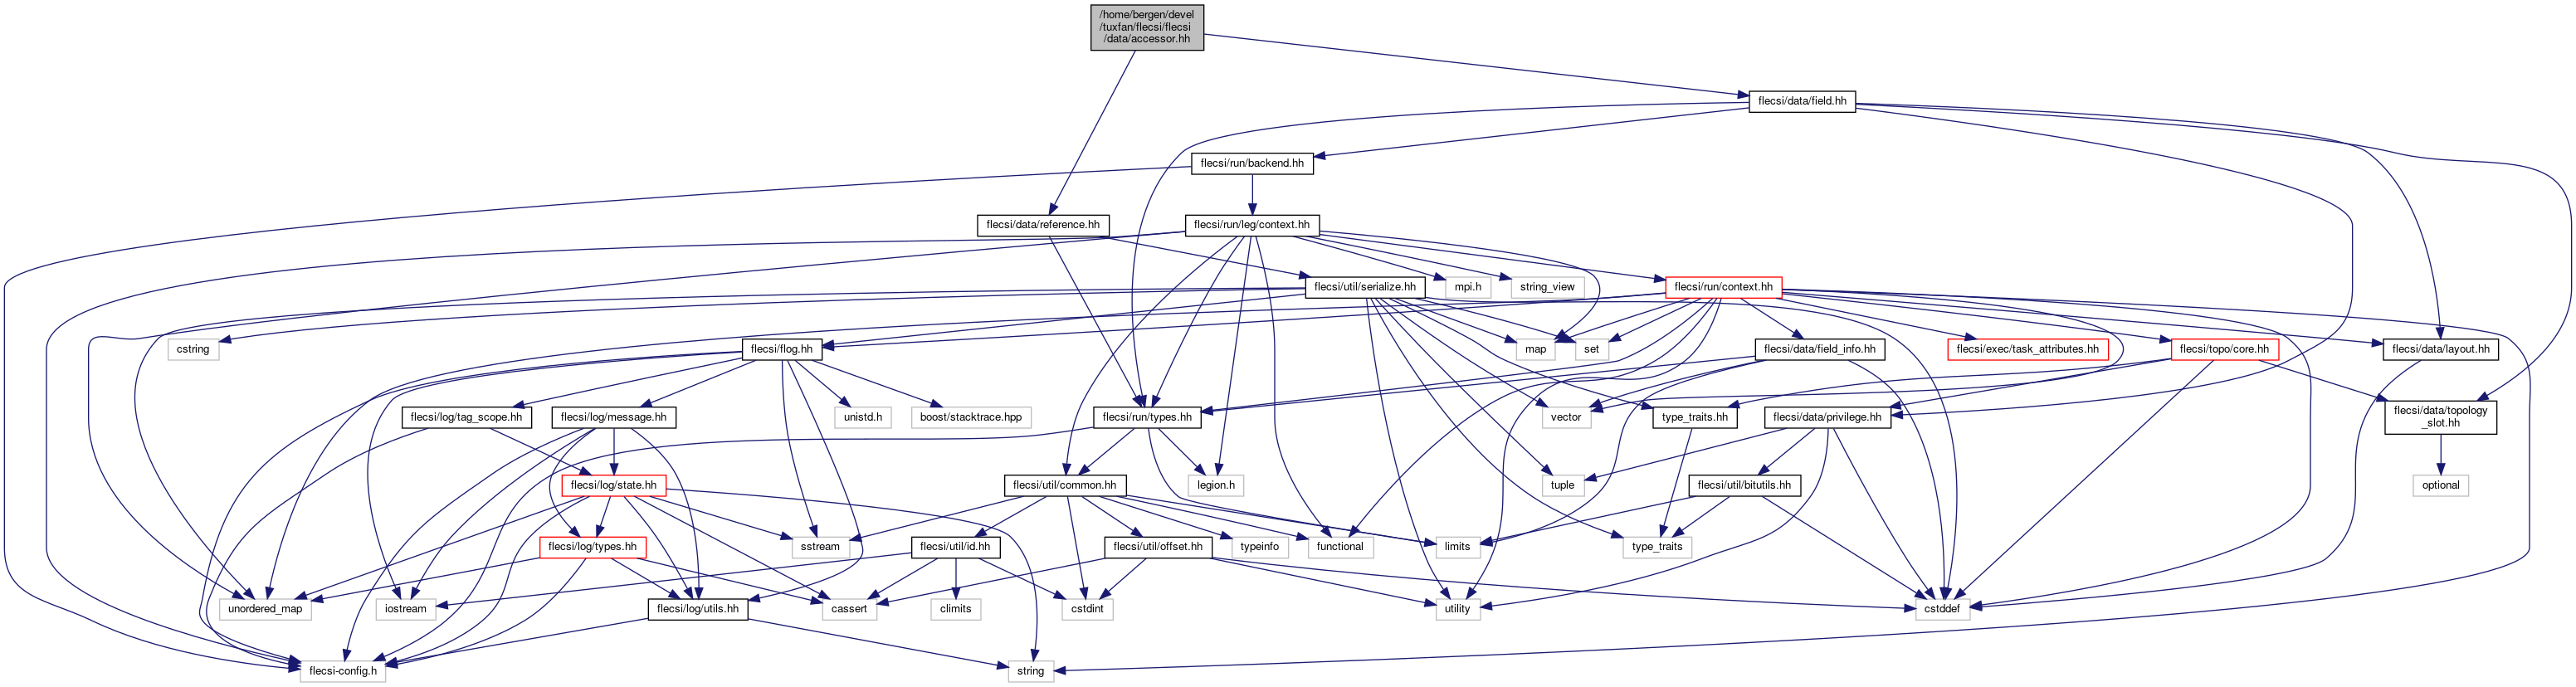 /home/bergen/devel
/tuxfan/flecsi/flecsi
/data/accessor.hh
flecsi/data/field.hh
flecsi/run/backend.hh
flecsi/data/reference.hh
flecsi/run/leg/context.hh
flecsi/util/serialize.hh
mpi.h
string_view
flecsi/run/context.hh
cstring
flecsi/flog.hh
map
set
flecsi/data/field_info.hh
flecsi/exec/task_attributes.hh
flecsi/topo/core.hh
flecsi/data/layout.hh
flecsi/log/tag_scope.hh
flecsi/log/message.hh
unistd.h
boost/stacktrace.hpp
flecsi/run/types.hh
vector
type_traits.hh
flecsi/data/privilege.hh
flecsi/data/topology
_slot.hh
flecsi/log/state.hh
flecsi/util/common.hh
legion.h
tuple
flecsi/util/bitutils.hh
optional
flecsi/log/types.hh
sstream
flecsi/util/id.hh
flecsi/util/offset.hh
typeinfo
functional
limits
type_traits
unordered_map
iostream
flecsi/log/utils.hh
cassert
climits
cstdint
utility
cstddef
flecsi-config.h
string